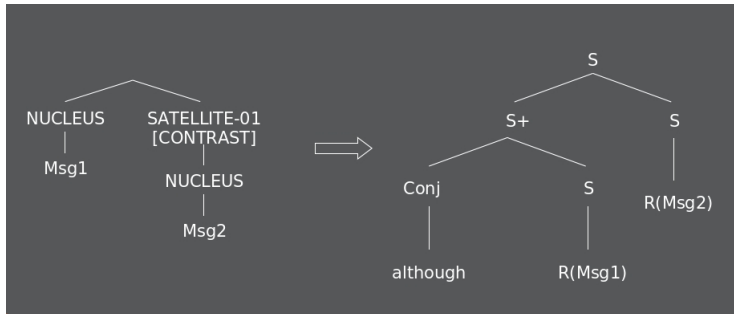 S
NUCLEUS SATELLITE-01 S+ S
[CONTRAST]
Msg1 NUCLEUS Conj S R(Msg2)
Msg2
although R(Msg1)